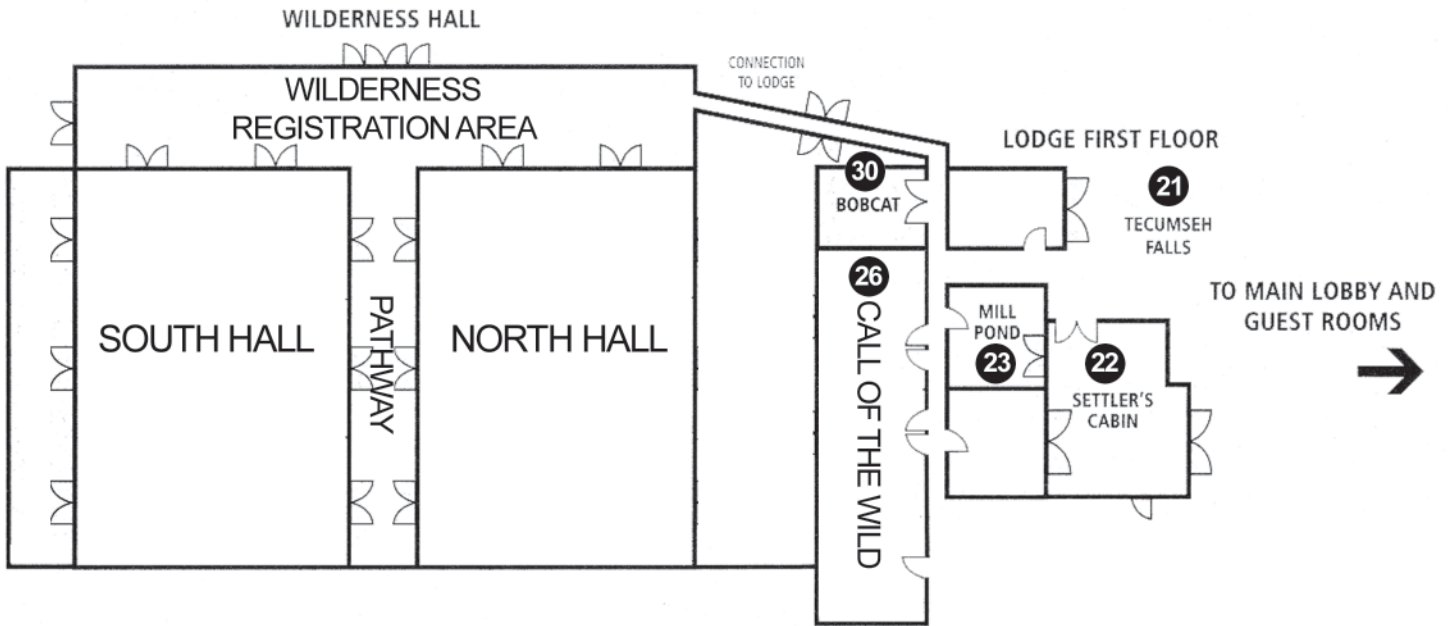 WILDERNESS HALL
WILDERNESS
REGISTRATION AREA
CONNECTION
TO LODGE
LODGE FIRST FLOOR
30
BOBCAT
21
TECUMSEH
FALLS
26
CALL OF THE WILD
TO MAIN LOBBY AND
GUEST ROOMS
MILL
POND
23
22
SETTLER'S
CABIN
SOUTH HALL
PATHWAY
NORTH HALL